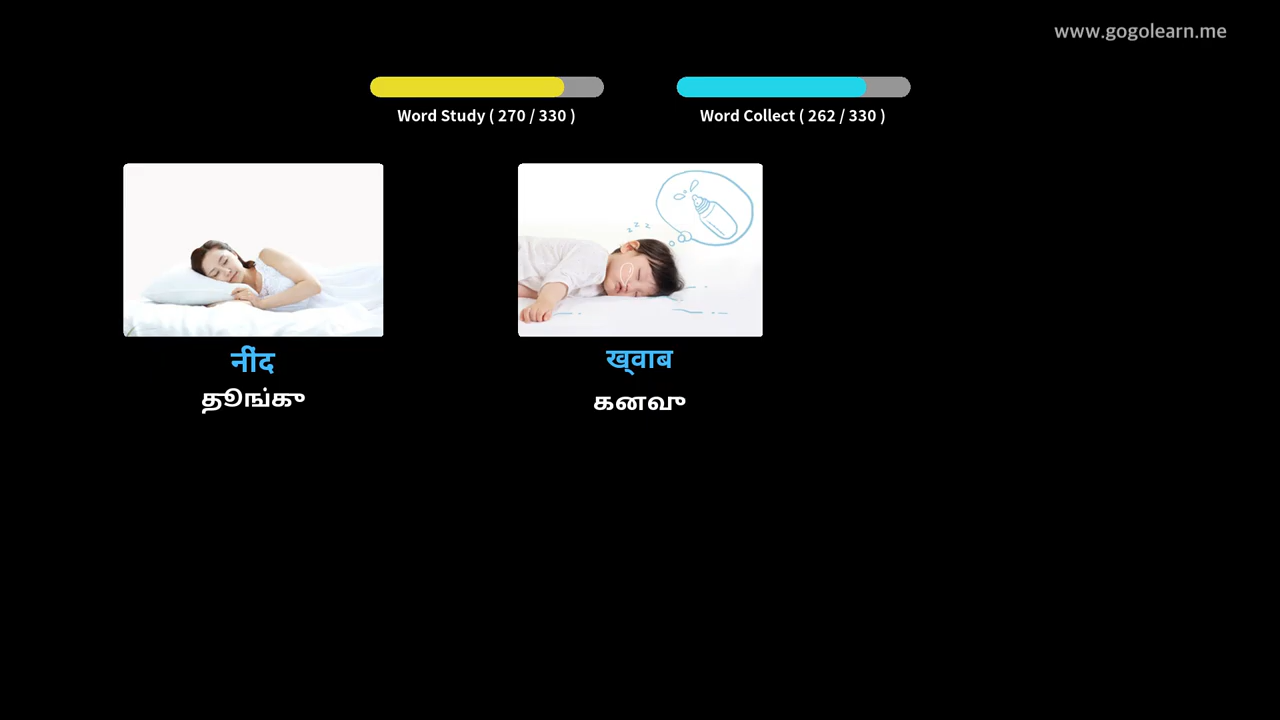 www.gogolearn.me
Word Study ( 270 / 330 )
Word Collect ( 262 / 330 )
z z z
नींद
ख़्वाब
தூங்கு
கனவு